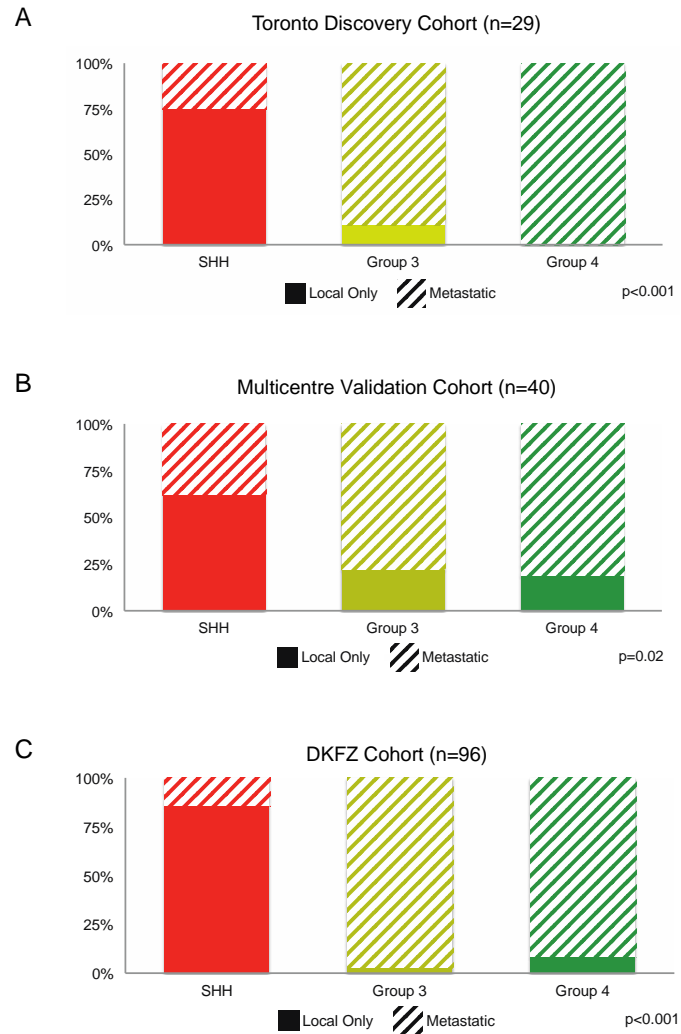 A
Toronto Discovery Cohort (n=29)
100%
75%
50%
25%
0%
SHH
Group 3
Group 4
Local Only
Metastatic
p<0.001
B
Multicentre Validation Cohort (n=40)
100%
75%
50%
25%
0%
SHH
Group 3
Group 4
Local Only
Metastatic
p=0.02
C
DKFZ Cohort (n=96)
100%
75%
50%
25%
0%
SHH
Group 3
Group 4
Local Only
Metastatic
p<0.001